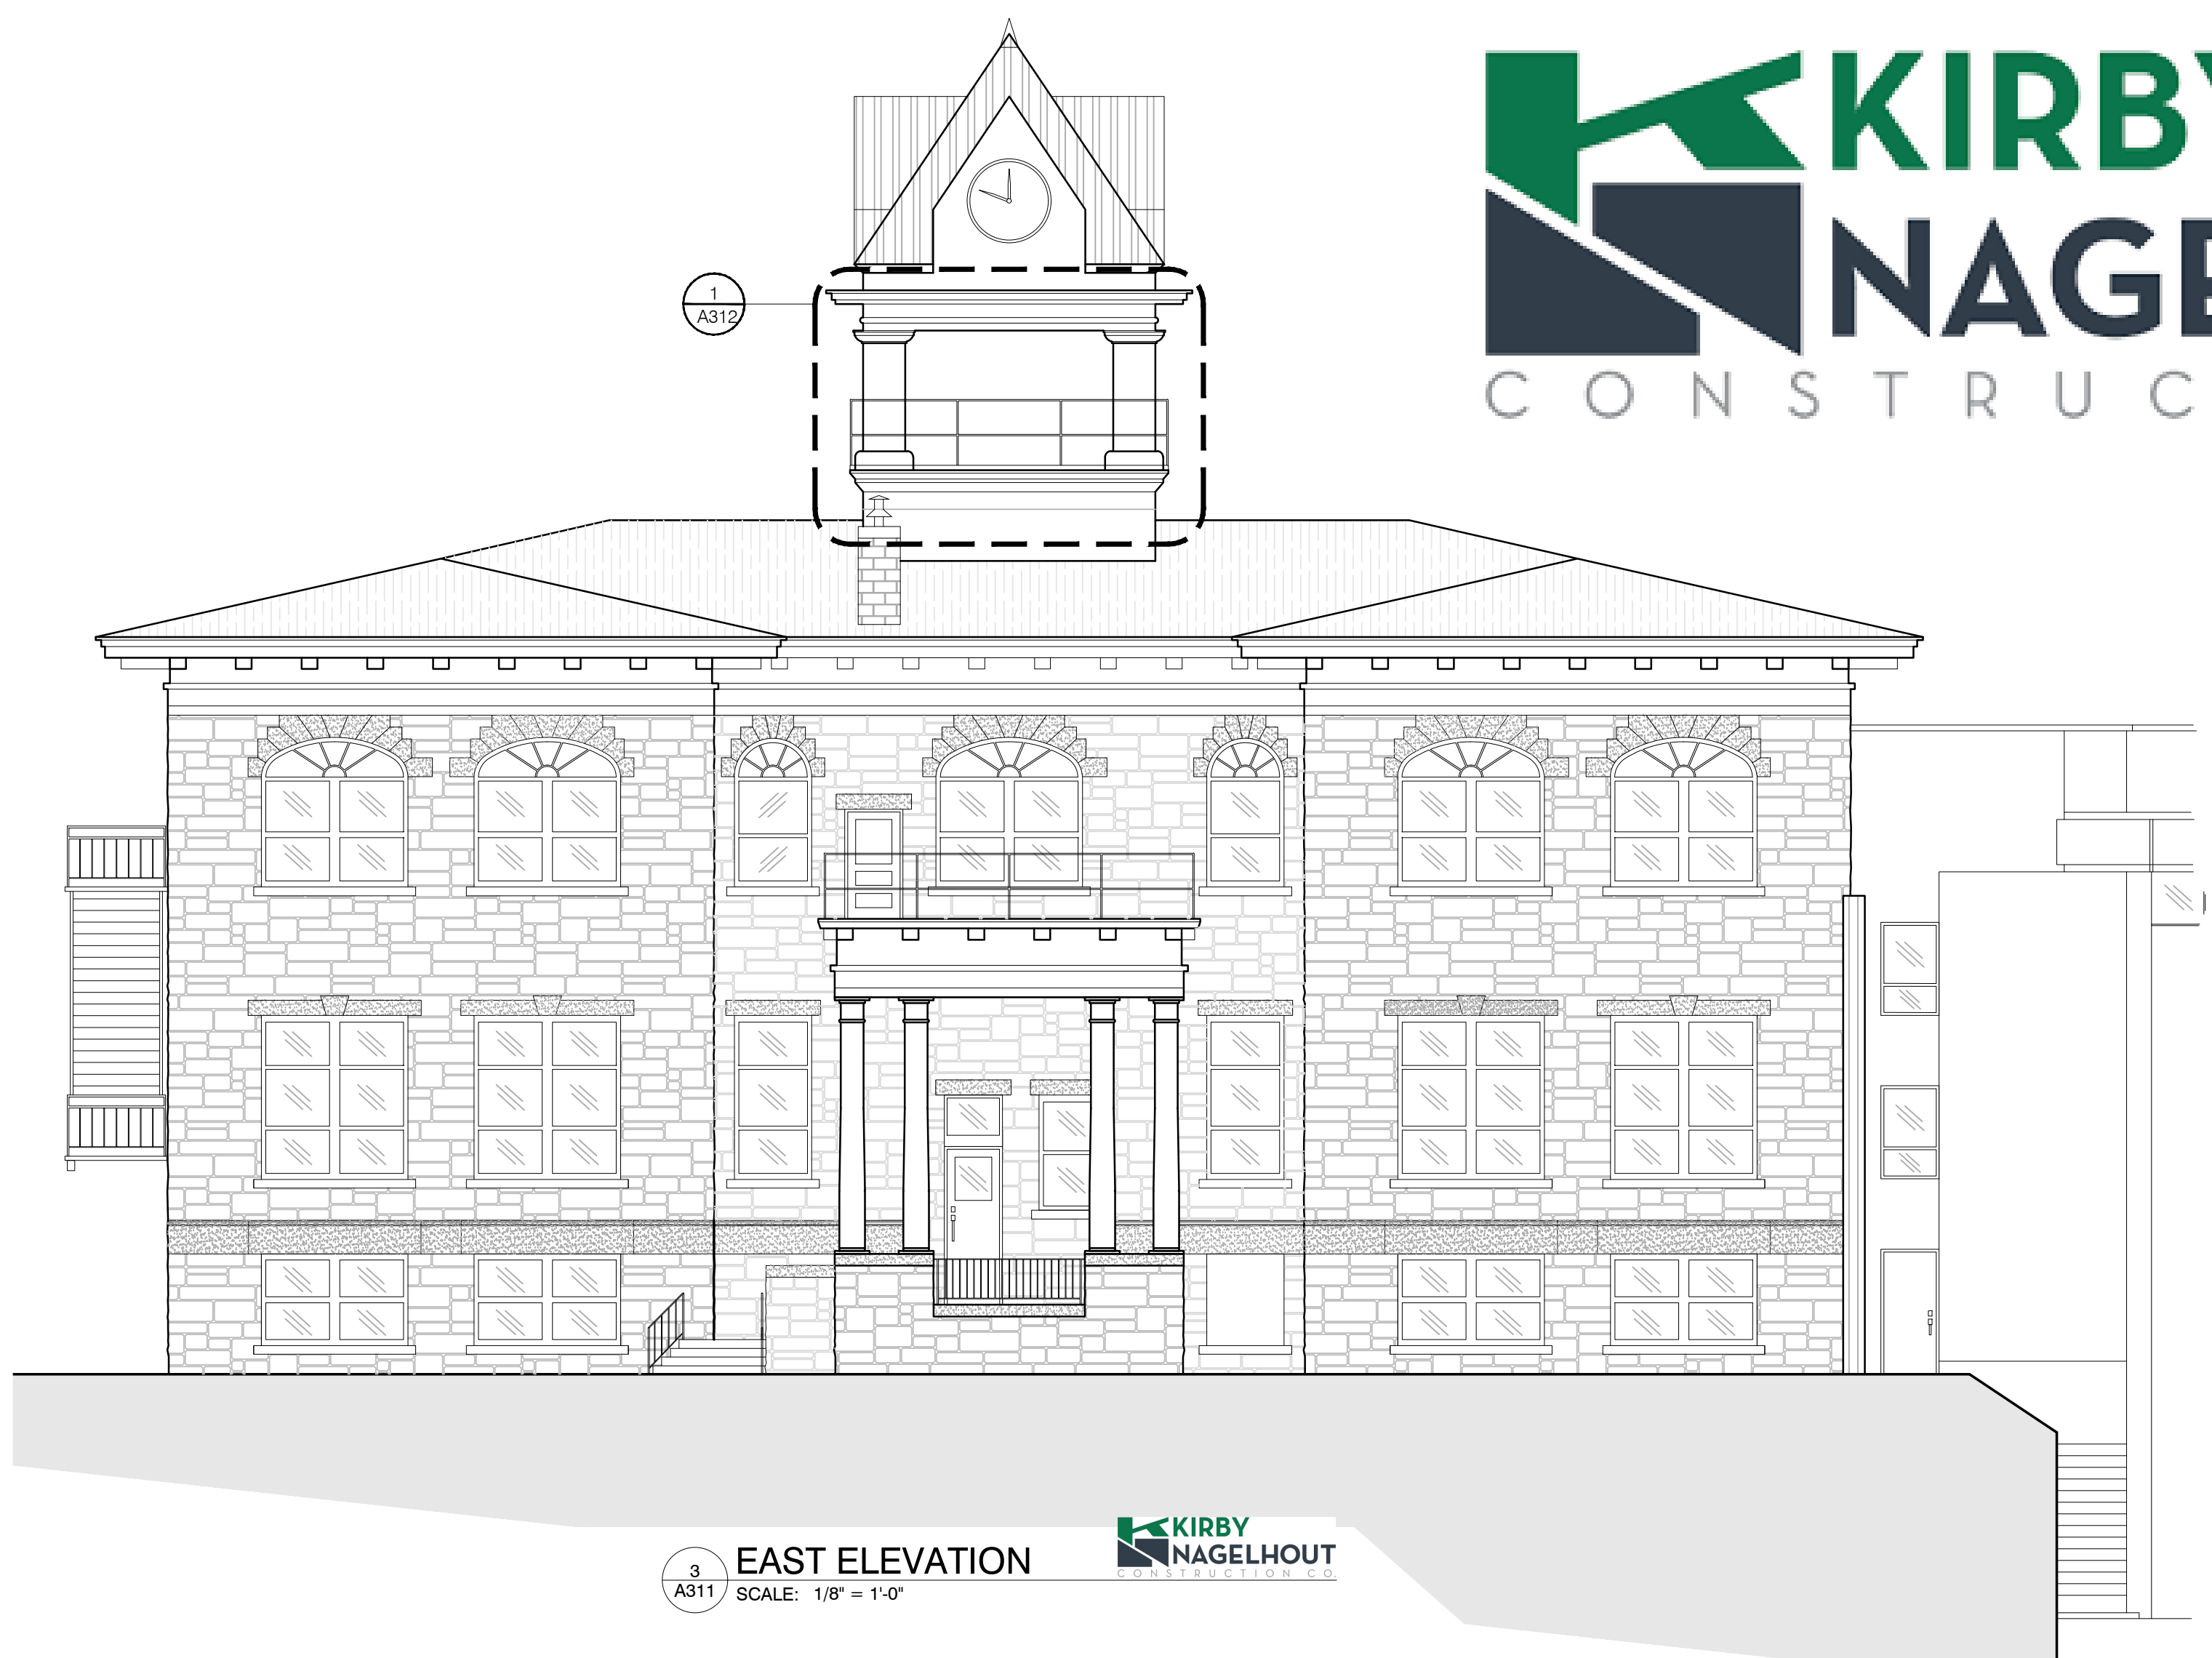 KIRBY
NAGE
CONSTRUC
1
A312
3
A311
EAST ELEVATION
SCALE: 1/8" = 1'-0"
KIRBY
NAGELHOUT
CONSTRUCTION CO.